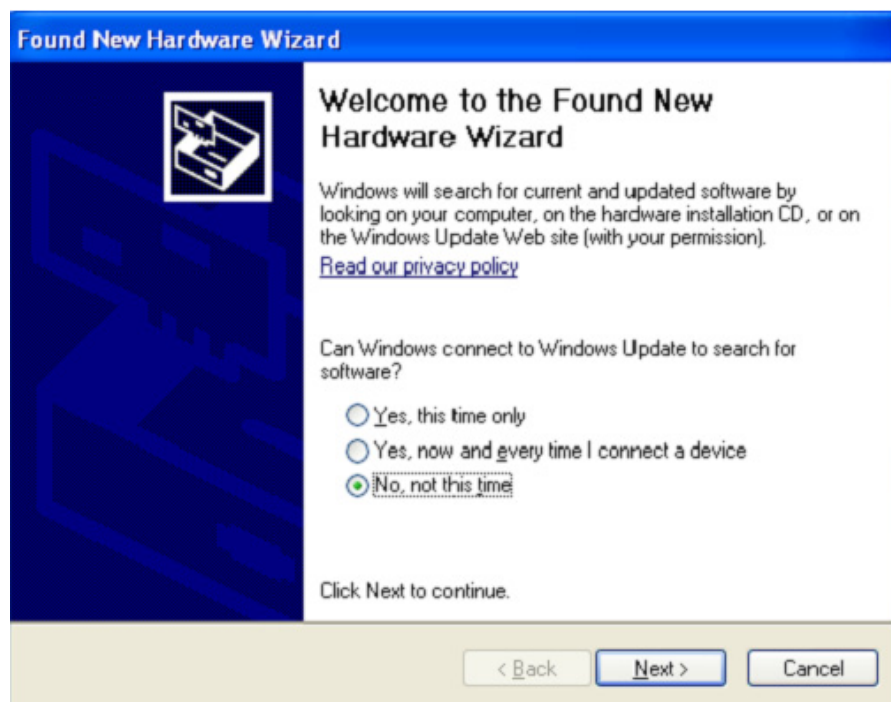 Found New Hardware Wizard
Welcome to the Found New
Hardware Wizard
Windows will search for current and updated software by
looking on your computer, on the hardware installation CD, or on
the Windows Update Web site (with your permission).
Read our privacy policy
Can Windows connect to Windows Update to search for
software?
Yes, this time only
Yes, now and every time I connect a device
No, not this time
Click Next to continue.
< Back
Next >
Cancel